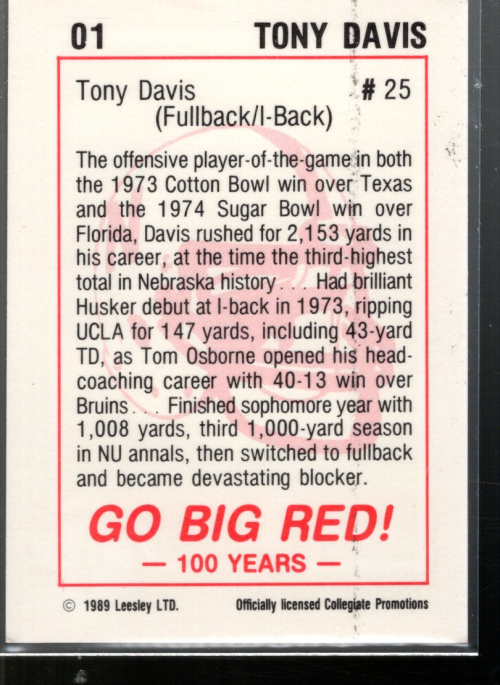 01 TONY DAVIS
Tony Davis # 25
(Fullback/I-Back)
The offensive player-of-the-game in both
the 1973 Cotton Bowl win over Texas
and the 1974 Sugar Bowl win over
Florida, Davis rushed for 2,153 yards in
his career, at the time the third-highest
total in Nebraska history . . . Had brilliant
Husker debut at I-back in 1973, ripping
UCLA for 147 yards, including 43-yard
TD, as Tom Osborne opened his head-
coaching career with 40-13 win over
Bruins . . . Finished sophomore year with
1,008 yards, third 1,000-yard season
in NU annals, then switched to fullback
and became devastating blocker.
GO BIG RED!
— 100 YEARS —
© 1989 Leesley LTD. Officially licensed Collegiate Promotions